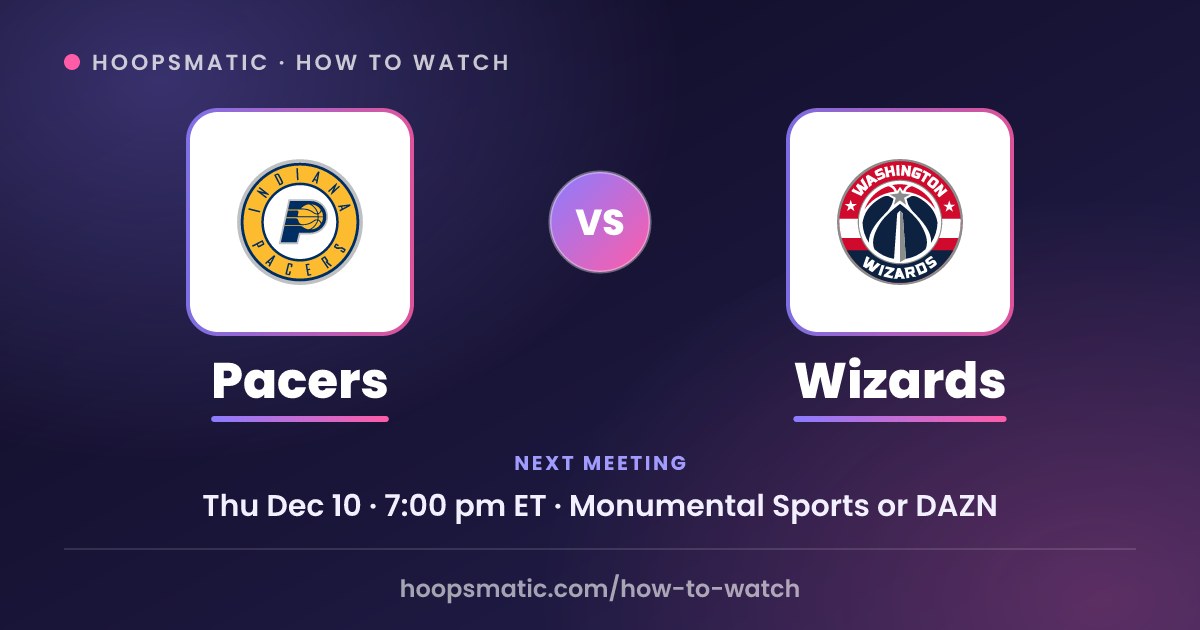 HOOPSMATIC · HOW TO WATCH
INDIANA
PACERS
VS
WASHINGTON
WIZARDS
Pacers
Wizards
NEXT MEETING
Thu Dec 10 · 7:00 pm ET · Monumental Sports or DAZN
hoopsmatic.com/how-to-watch